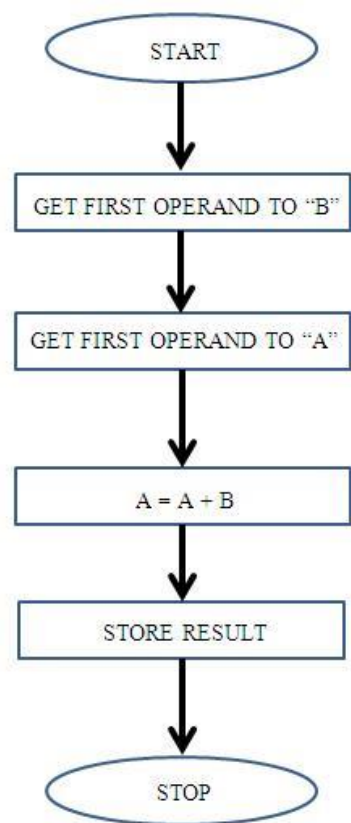 START
GET FIRST OPERAND TO “B”
GET FIRST OPERAND TO “A”
A = A + B
STORE RESULT
STOP